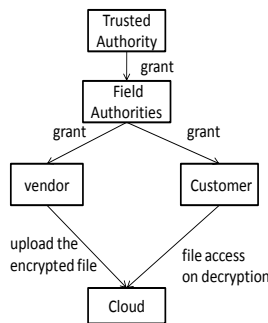 Trusted
Authority
grant
Field
Authorities
grant
grant
vendor
Customer
upload the
encrypted file
file access
on decryption
Cloud